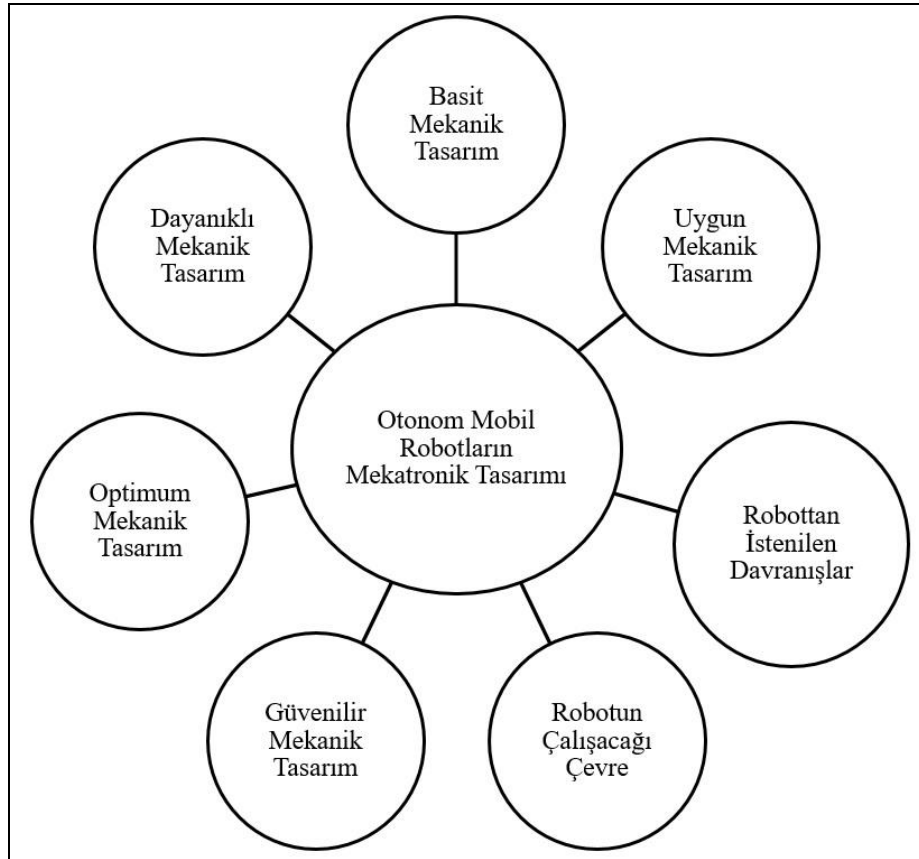 Basit
Mekanik
Tasarım
Dayanıklı
Mekanik
Tasarım
Uygun
Mekanik
Tasarım
Otonom Mobil
Robotların
Mekatronik Tasarımı
Optimum
Mekanik
Tasarım
Robottan
İstenilen
Davranışlar
Güvenilir
Mekanik
Tasarım
Robotun
Çalışacağı
Çevre